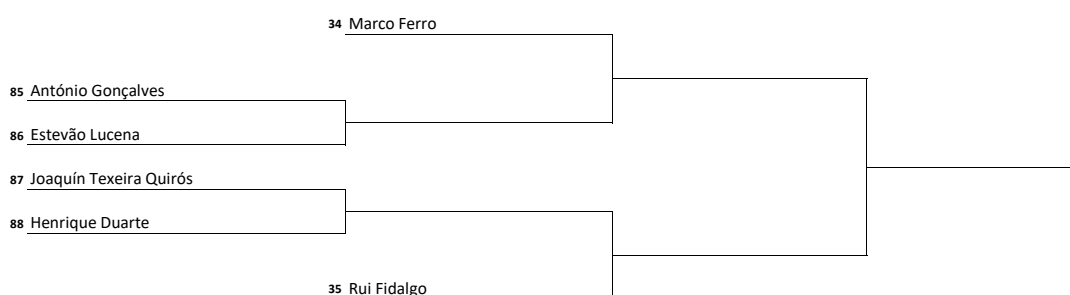 34 Marco Ferro
85 António Gonçalves
86 Estevão Lucena
87 Joaquín Texeira Quirós
88 Henrique Duarte
35 Rui Fidalgo